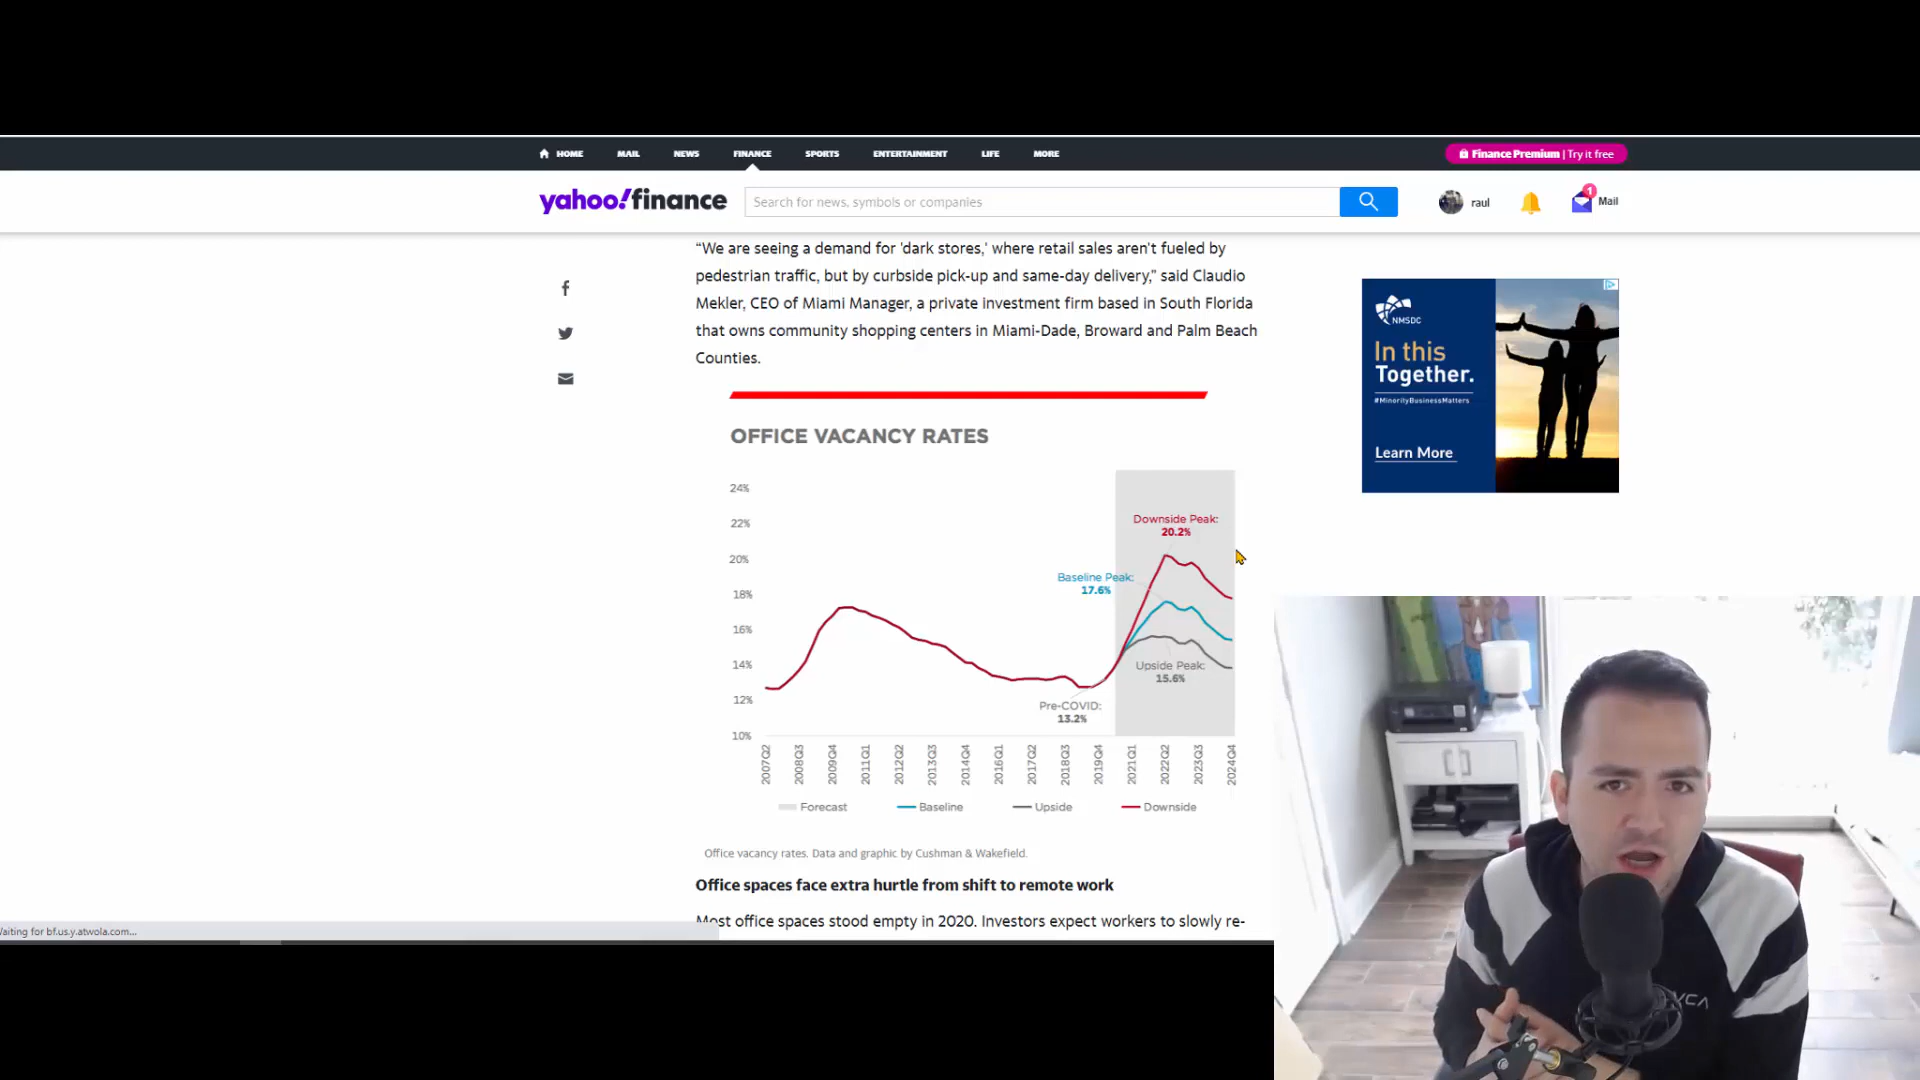 HOME MAIL NEWS FINANCE SPORTS ENTERTAINMENT LIFE MORE
Finance Premium | Try it free
yahoo!finance
Search for news, symbols or companies
raul
1
Mail
“We are seeing a demand for 'dark stores,' where retail sales aren't fueled by
pedestrian traffic, but by curbside pick-up and same-day delivery,” said Claudio
Mekler, CEO of Miami Manager, a private investment firm based in South Florida
that owns community shopping centers in Miami-Dade, Broward and Palm Beach
Counties.
NMSDC
In this
Together.
#MinorityBusinessMatters
Learn More
OFFICE VACANCY RATES
24%
22%
20%
18%
16%
14%
12%
10%
Downside Peak:
20.2%
Baseline Peak:
17.6%
Upside Peak:
15.6%
Pre-COVID:
13.2%
2007Q2
2008Q3
2009Q4
2011Q1
2012Q2
2013Q3
2014Q4
2016Q1
2017Q2
2018Q3
2019Q4
2021Q1
2022Q2
2023Q3
2024Q4
Forecast Baseline Upside Downside
Office vacancy rates. Data and graphic by Cushman & Wakefield.
Office spaces face extra hurtle from shift to remote work
Most office spaces stood empty in 2020. Investors expect workers to slowly re-
Waiting for bf.us.y.atwola.com...